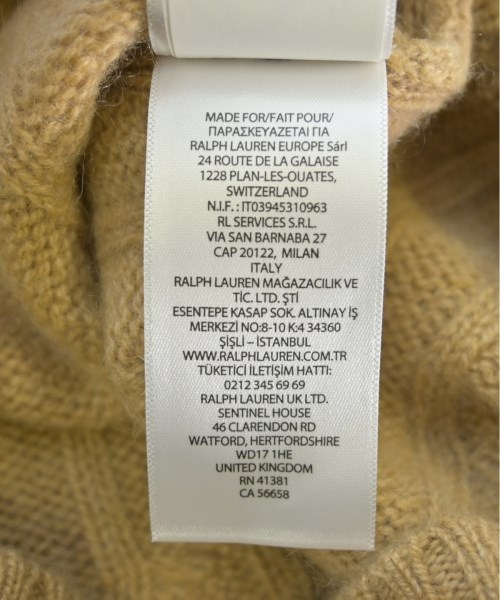 MADE FOR/FAIT POUR/
ΠΑΡΑΣΚΕΥΑΖΕΤΑΙ ΓΙΑ
RALPH LAUREN EUROPE Sárl
24 ROUTE DE LA GALAISE
1228 PLAN-LES-OUATES,
SWITZERLAND
N.I.F.: IT03945310963
RL SERVICES S.R.L.
VIA SAN BARNABA 27
CAP 20122, MILAN
ITALY
RALPH LAUREN MAĞAZACILIK VE
TİC. LTD. ŞTİ
ESENTEPE KASAP SOK. ALTINAY İŞ
MERKEZİ NO:8-10 K:4 34360
ŞİŞLİ – İSTANBUL
WWW.RALPHLAUREN.COM.TR
TÜKETİCİ İLETİŞİM HATTI:
0212 345 69 69
RALPH LAUREN UK LTD.
SENTINEL HOUSE
46 CLARENDON RD
WATFORD, HERTFORDSHIRE
WD17 1HE
UNITED KINGDOM
RN 41381
CA 56658